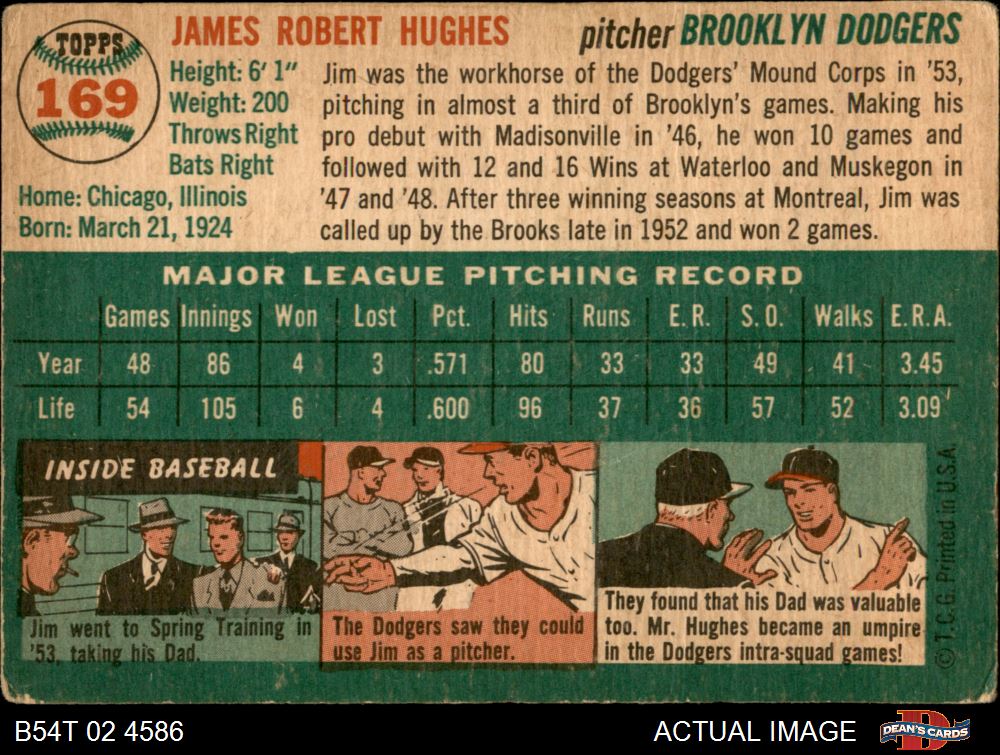 TOPPS
169
JAMES ROBERT HUGHES
pitcher BROOKLYN DODGERS
Height: 6' 1"
Weight: 200
Throws Right
Bats Right
Home: Chicago, Illinois
Born: March 21, 1924
Jim was the workhorse of the Dodgers' Mound Corps in '53,
pitching in almost a third of Brooklyn's games. Making his
pro debut with Madisonville in '46, he won 10 games and
followed with 12 and 16 Wins at Waterloo and Muskegon in
'47 and '48. After three winning seasons at Montreal, Jim was
called up by the Brooks late in 1952 and won 2 games.
MAJOR LEAGUE PITCHING RECORD
Games Innings Won Lost Pct. Hits Runs E.R. S.O. Walks E.R.A.
Year 48 86 4 3 .571 80 33 33 49 41 3.45
Life 54 105 6 4 .600 96 37 36 57 52 3.09
INSIDE BASEBALL
Jim went to Spring Training in
'53, taking his Dad.
The Dodgers saw they could
use Jim as a pitcher.
They found that his Dad was valuable
too. Mr. Hughes became an umpire
in the Dodgers intra-squad games!
© T.C.G. Printed in U.S.A.
B54T 02 4586
ACTUAL IMAGE
D
DEAN'S CARDS